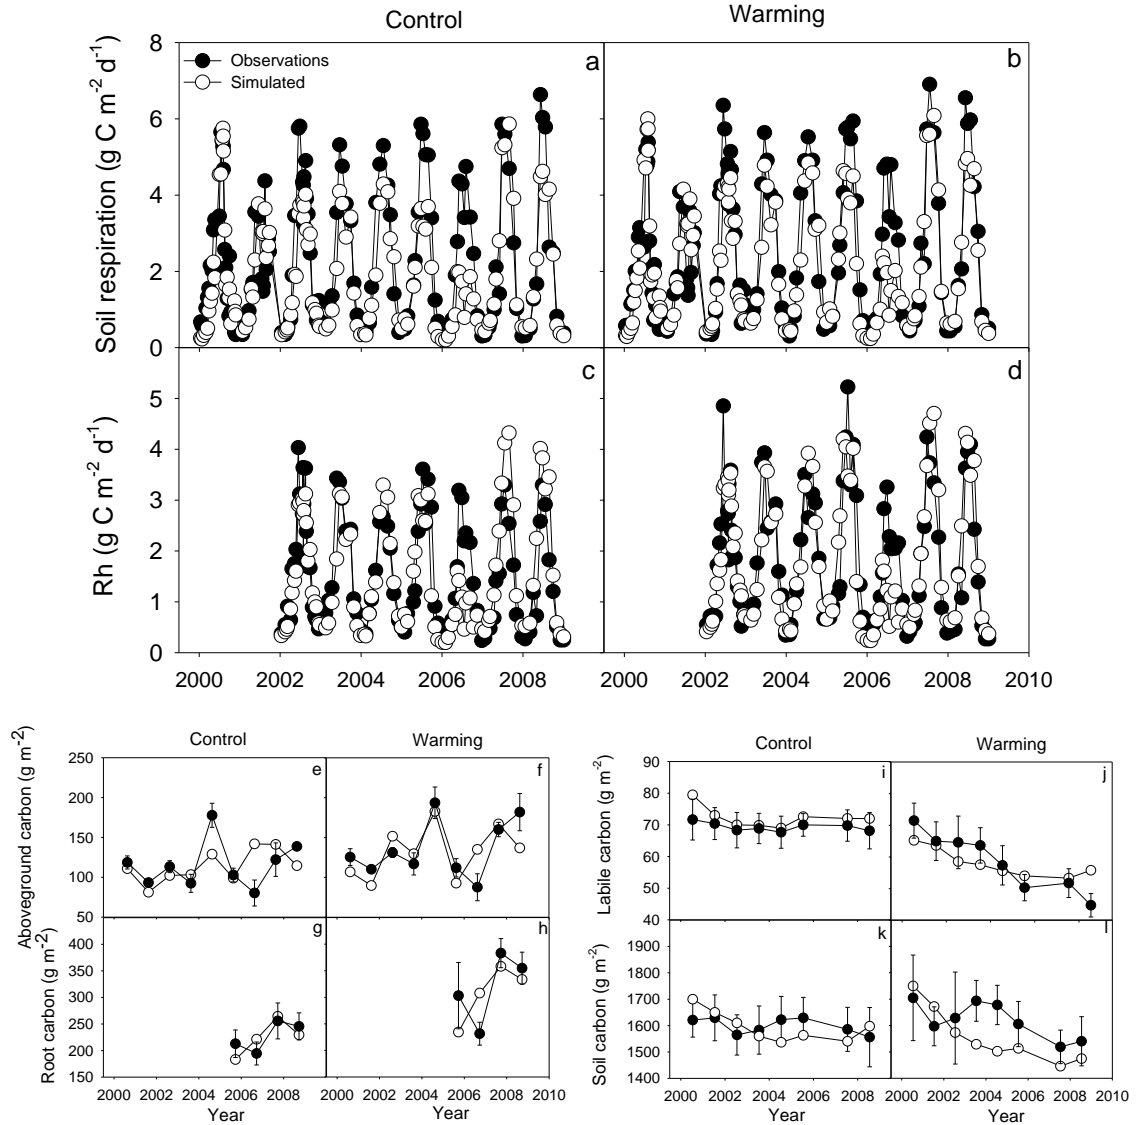 Control Warming
8 a b
Observations
Simulated
6
4
2
0
Soil respiration (g C m-2 d-1)
c d
5
4
3
2
1
0
Rh (g C m-2 d-1)
2000 2002 2004 2006 2008 2000 2002 2004 2006 2008 2010
Control Warming
250 e f
200
150
100
50
Aboveground carbon (g m-2)
g h
400
350
300
250
200
150
Root carbon (g m-2)
2000 2002 2004 2006 2008 2000 2002 2004 2006 2008 2010
Year Year
Control Warming
90 i j
80
70
60
50
40
Labile carbon (g m-2)
k l
1900
1800
1700
1600
1500
1400
Soil carbon (g m-2)
2000 2002 2004 2006 2008 2000 2002 2004 2006 2008 2010
Year Year